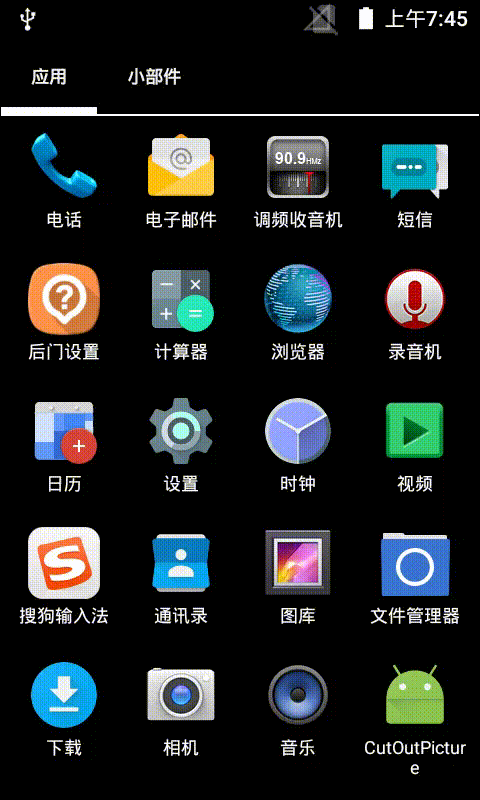 上午7:45
应用 小部件
90.9HMz
电话 电子邮件 调频收音机 短信
后门设置 计算器 浏览器 录音机
日历 设置 时钟 视频
搜狗输入法 通讯录 图库 文件管理器
下载 相机 音乐 CutOutPictur
e